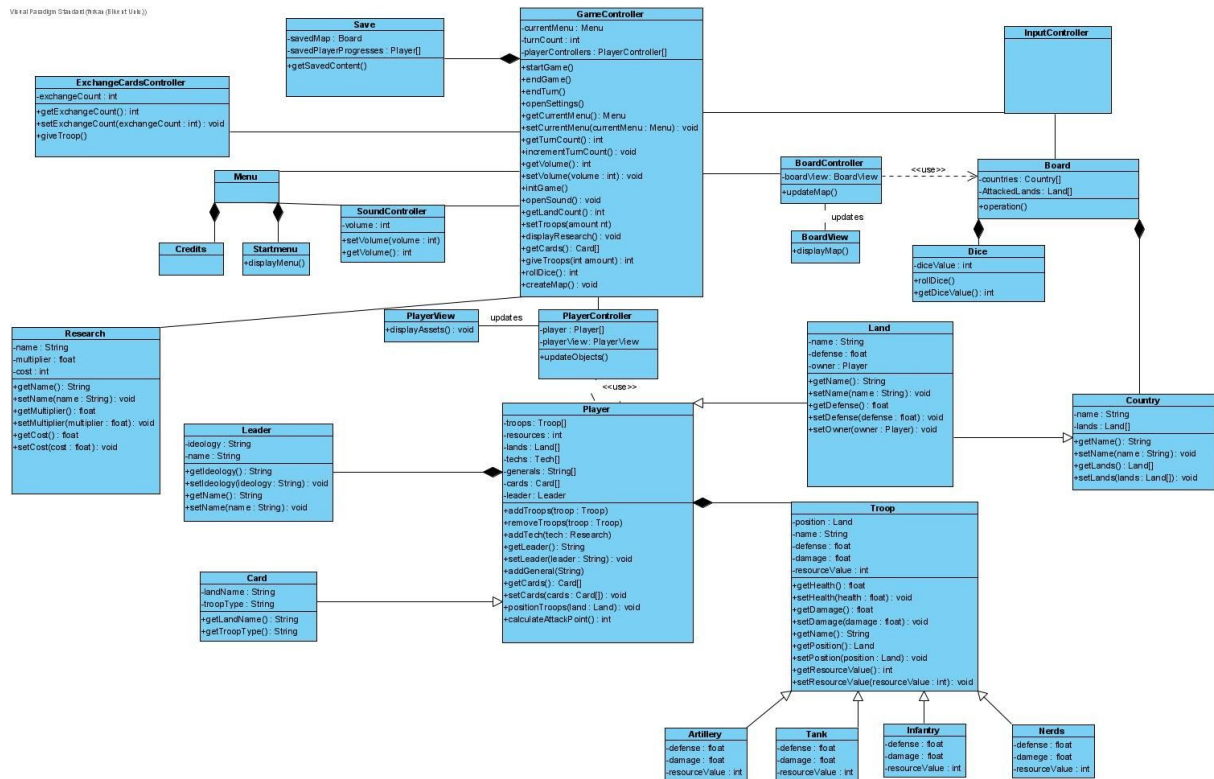 Save
-savedMap : Board
-savedPlayerProgresses : Player[]
+getSavedContent()
GameController
-currentMenu : Menu
-turnCount : int
-playerControllers : PlayerController[]
+startGame()
+endGame()
+endTurn()
+openSettings()
+getCurrentMenu() : Menu
+setCurrentMenu(currentMenu : Menu) : void
+getTurnCount() : int
+incrementTurnCount() : void
+getVolume() : int
+setVolume(volume : int) : void
+initGame()
+openSound() : void
+getLandCount() : int
+setTroops(amount nt)
+displayResearch() : void
+getCards() : Card[]
+giveTroops(int amount) : int
+rollDice() : int
+createMap() : void
InputController
ExchangeCardsController
-exchangeCount : int
+getExchangeCount() : int
+setExchangeCount(exchangeCount : int) : void
+giveTroop()
Menu
Credits
Startmenu
+displayMenu()
SoundController
-volume : int
+setVolume(volume : int)
+getVolume() : int
BoardController
-boardView : BoardView
+updateMap()
<<use>>
updates
BoardView
+displayMap()
Board
-countries : Country[]
-AttackedLands : Land[]
+operation()
Dice
-diceValue : int
+rollDice()
+getDiceValue() : int
Research
-name : String
-multiplier : float
-cost : int
+getName() : String
+setName(name : String) : void
+getMultiplier() : float
+setMultiplier(multiplier : float) : void
+getCost() : float
+setCost(cost : float) : void
PlayerView
+displayAssets() : void
updates
PlayerController
-player : Player[]
-playerView : PlayerView
+updateObjects()
<<use>>
Land
-name : String
-defense : float
-owner : Player
+getName() : String
+setName(name : String) : void
+getDefense() : float
+setDefense(defense : float) : void
+setOwner(owner : Player) : void
Country
-name : String
-lands : Land[]
+getName() : String
+setName(name : String) : void
+getLands() : Land[]
+setLands(lands : Land[]) : void
Leader
-ideology : String
-name : String
+getIdeology() : String
+setIdeology(ideology : String) : void
+getName() : String
+setName(name : String) : void
Player
-troops : Troop[]
-resources : int
-lands : Land[]
-techs : Tech[]
-generals : String[]
-cards : Card[]
-leader : Leader
+addTroops(troop : Troop)
+removeTroops(troop : Troop)
+addTech(tech : Research)
+getLeader() : String
+setLeader(leader : String) : void
+addGeneral(String)
+getCards() : Card[]
+setCards(cards : Card[]) : void
+positionTroops(land : Land) : void
+calculateAttackPoint() : int
Card
-landName : String
-troopType : String
+getLandName() : String
+getTroopType() : String
Troop
-position : Land
-name : String
-defense : float
-damage : float
-resourceValue : int
+getHealth() : float
+setHealth(health : float) : void
+getDamage() : float
+setDamage(damage : float) : void
+getName() : String
+getPosition() : Land
+setPosition(position : Land) : void
+getResourceValue() : int
+setResourceValue(resourceValue : int) : void
Artillery
-defense : float
-damage : float
-resourceValue : int
Tank
-defense : float
-damage : float
-resourceValue : int
Infantry
-defense : float
-damage : float
-resourceValue : int
Nerds
-defense : float
-damege : float
-resourceValue : int